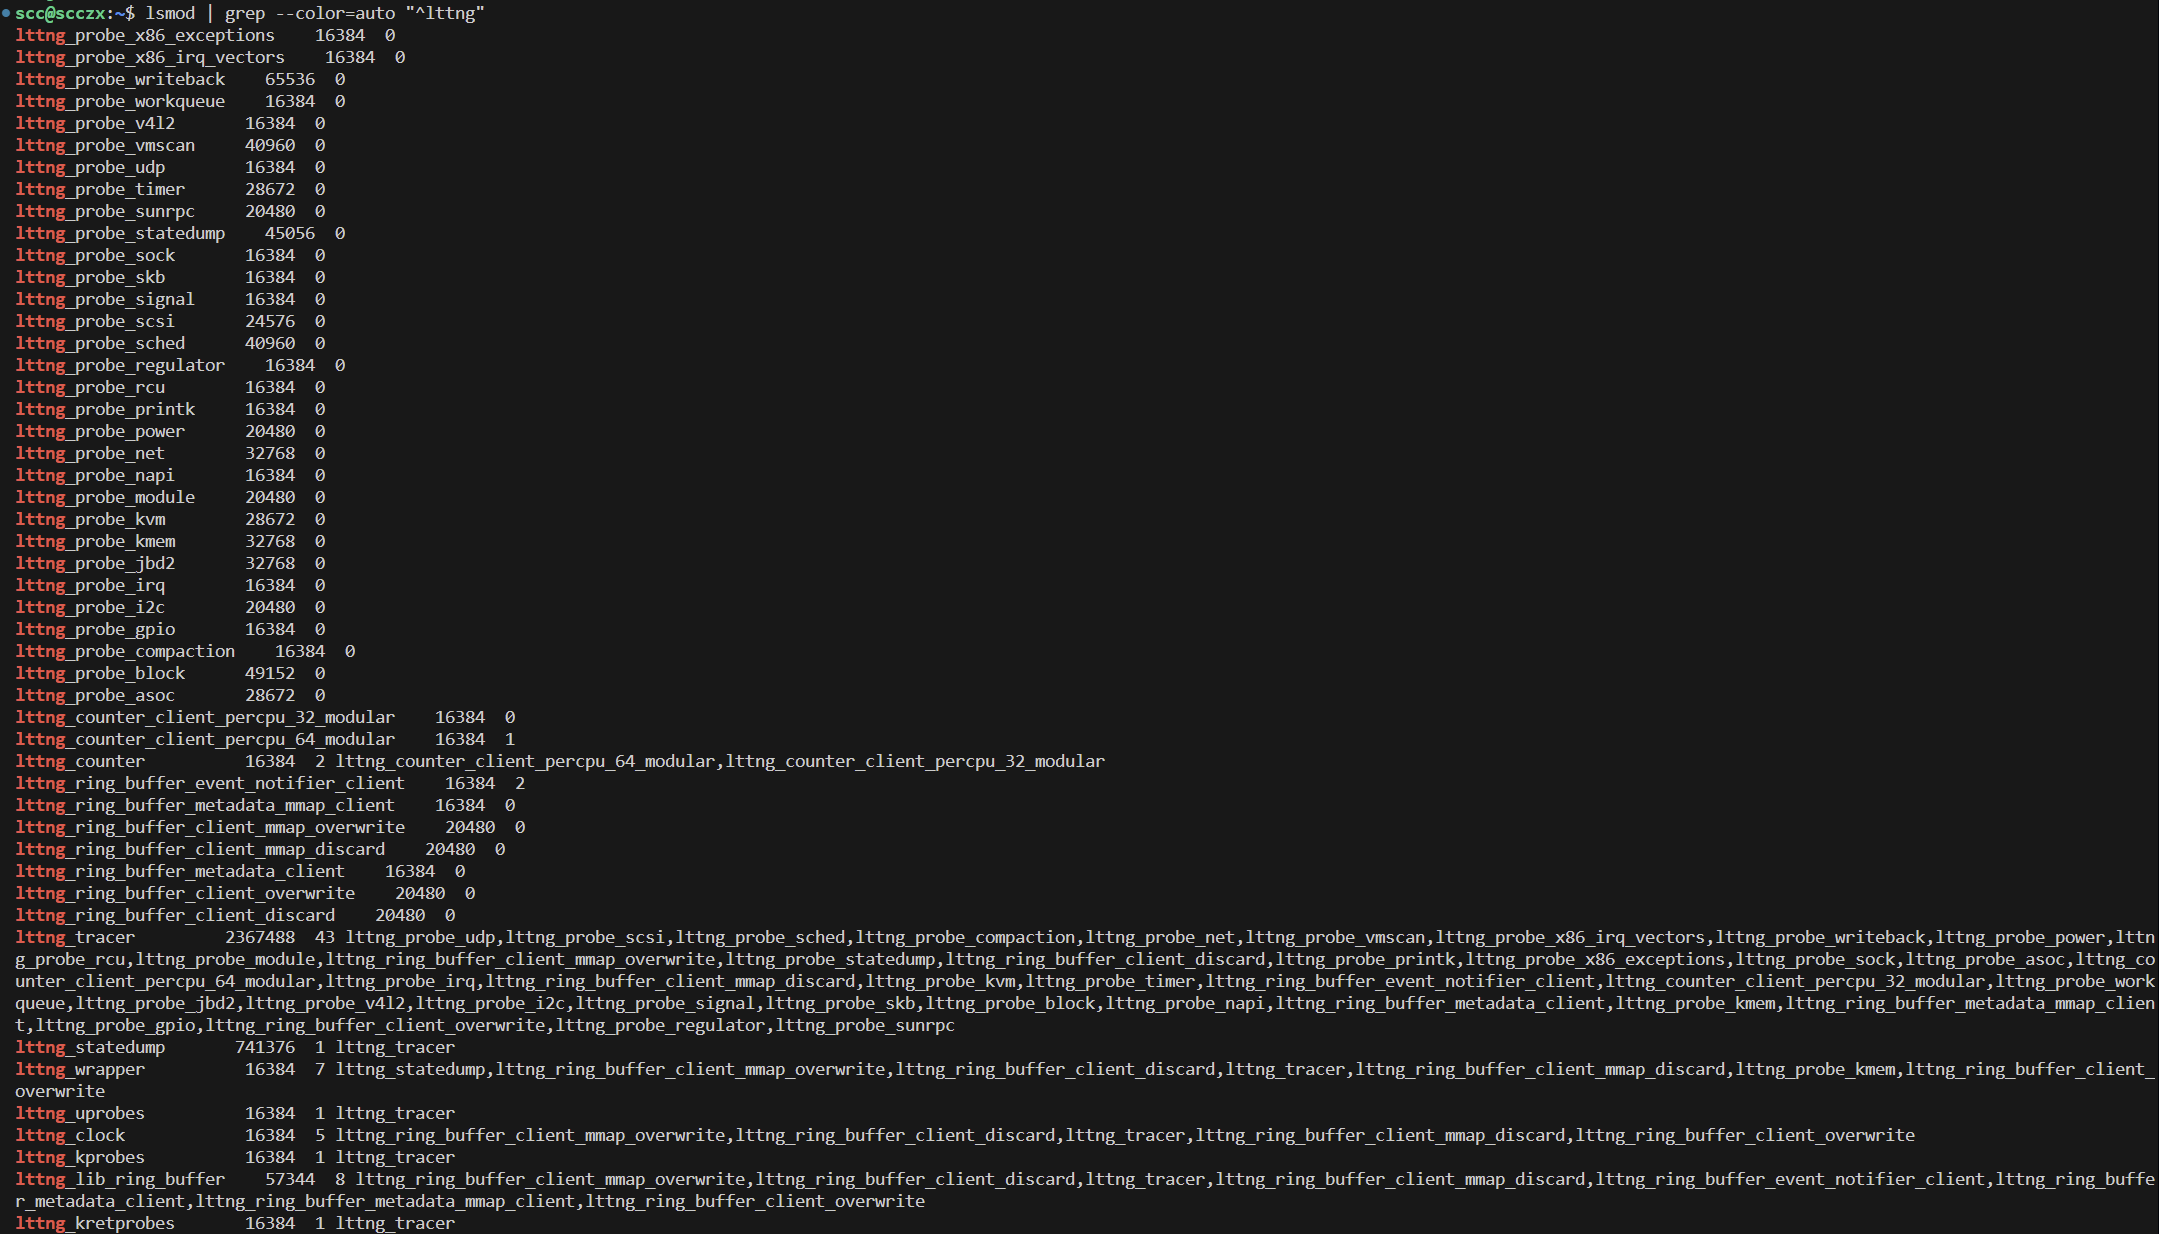 scc@scczx:~$ lsmod | grep --color=auto "^lttng"
lttng_probe_x86_exceptions    16384  0
lttng_probe_x86_irq_vectors    16384  0
lttng_probe_writeback    65536  0
lttng_probe_workqueue    16384  0
lttng_probe_v4l2       16384  0
lttng_probe_vmscan     40960  0
lttng_probe_udp        16384  0
lttng_probe_timer      28672  0
lttng_probe_sunrpc     20480  0
lttng_probe_statedump    45056  0
lttng_probe_sock       16384  0
lttng_probe_skb        16384  0
lttng_probe_signal     16384  0
lttng_probe_scsi       24576  0
lttng_probe_sched      40960  0
lttng_probe_regulator    16384  0
lttng_probe_rcu        16384  0
lttng_probe_printk     16384  0
lttng_probe_power      20480  0
lttng_probe_net        32768  0
lttng_probe_napi       16384  0
lttng_probe_module     20480  0
lttng_probe_kvm        28672  0
lttng_probe_kmem       32768  0
lttng_probe_jbd2       32768  0
lttng_probe_irq        16384  0
lttng_probe_i2c        20480  0
lttng_probe_gpio       16384  0
lttng_probe_compaction    16384  0
lttng_probe_block      49152  0
lttng_probe_asoc       28672  0
lttng_counter_client_percpu_32_modular    16384  0
lttng_counter_client_percpu_64_modular    16384  1
lttng_counter          16384  2 lttng_counter_client_percpu_64_modular,lttng_counter_client_percpu_32_modular
lttng_ring_buffer_event_notifier_client    16384  2
lttng_ring_buffer_metadata_mmap_client    16384  0
lttng_ring_buffer_client_mmap_overwrite    20480  0
lttng_ring_buffer_client_mmap_discard    20480  0
lttng_ring_buffer_metadata_client    16384  0
lttng_ring_buffer_client_overwrite    20480  0
lttng_ring_buffer_client_discard    20480  0
lttng_tracer         2367488  43 lttng_probe_udp,lttng_probe_scsi,lttng_probe_sched,lttng_probe_compaction,lttng_probe_net,lttng_probe_vmscan,lttng_probe_x86_irq_vectors,lttng_probe_writeback,lttng_probe_power,lttn
g_probe_rcu,lttng_probe_module,lttng_ring_buffer_client_mmap_overwrite,lttng_probe_statedump,lttng_ring_buffer_client_discard,lttng_probe_printk,lttng_probe_x86_exceptions,lttng_probe_sock,lttng_probe_asoc,lttng_co
unter_client_percpu_64_modular,lttng_probe_irq,lttng_ring_buffer_client_mmap_discard,lttng_probe_kvm,lttng_probe_timer,lttng_ring_buffer_event_notifier_client,lttng_counter_client_percpu_32_modular,lttng_probe_work
queue,lttng_probe_jbd2,lttng_probe_v4l2,lttng_probe_i2c,lttng_probe_signal,lttng_probe_skb,lttng_probe_block,lttng_probe_napi,lttng_ring_buffer_metadata_client,lttng_probe_kmem,lttng_ring_buffer_metadata_mmap_clien
t,lttng_probe_gpio,lttng_ring_buffer_client_overwrite,lttng_probe_regulator,lttng_probe_sunrpc
lttng_statedump       741376  1 lttng_tracer
lttng_wrapper          16384  7 lttng_statedump,lttng_ring_buffer_client_mmap_overwrite,lttng_ring_buffer_client_discard,lttng_tracer,lttng_ring_buffer_client_mmap_discard,lttng_probe_kmem,lttng_ring_buffer_client_
overwrite
lttng_uprobes          16384  1 lttng_tracer
lttng_clock            16384  5 lttng_ring_buffer_client_mmap_overwrite,lttng_ring_buffer_client_discard,lttng_tracer,lttng_ring_buffer_client_mmap_discard,lttng_ring_buffer_client_overwrite
lttng_kprobes          16384  1 lttng_tracer
lttng_lib_ring_buffer    57344  8 lttng_ring_buffer_client_mmap_overwrite,lttng_ring_buffer_client_discard,lttng_tracer,lttng_ring_buffer_client_mmap_discard,lttng_ring_buffer_event_notifier_client,lttng_ring_buffe
r_metadata_client,lttng_ring_buffer_metadata_mmap_client,lttng_ring_buffer_client_overwrite
lttng_kretprobes       16384  1 lttng_tracer